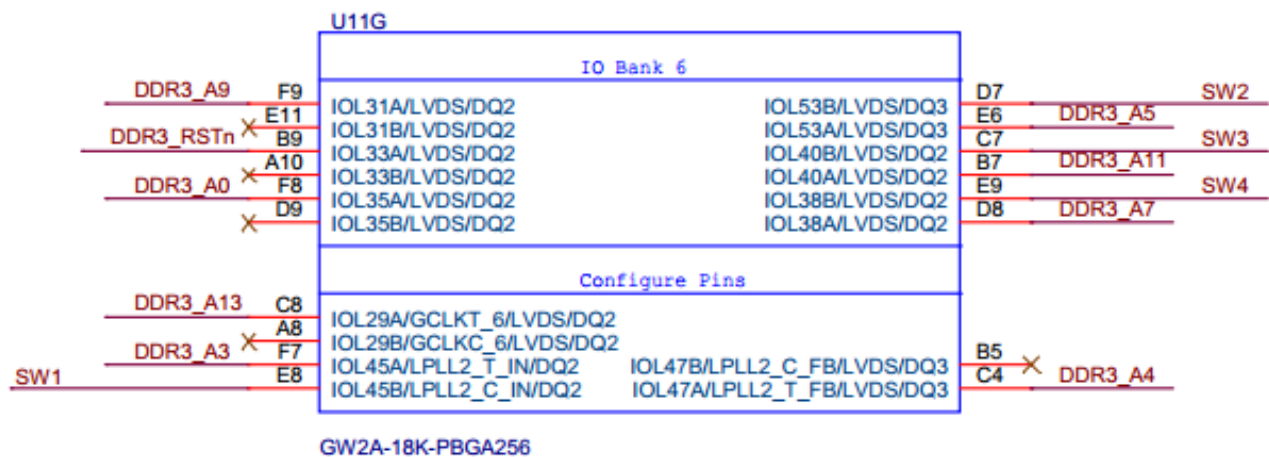 U11G
IO Bank 6
DDR3_A9 F9 IOL31A/LVDS/DQ2 IOL53B/LVDS/DQ3 D7 SW2
E11 IOL31B/LVDS/DQ2 IOL53A/LVDS/DQ3 E6 DDR3_A5
DDR3_RSTn B9 IOL33A/LVDS/DQ2 IOL40B/LVDS/DQ3 C7 SW3
A10 IOL33B/LVDS/DQ2 IOL40A/LVDS/DQ3 B7 DDR3_A11
DDR3_A0 F8 IOL35A/LVDS/DQ2 IOL38B/LVDS/DQ3 E9 SW4
D9 IOL35B/LVDS/DQ2 IOL38A/LVDS/DQ3 D8 DDR3_A7
Configure Pins
DDR3_A13 C8 IOL29A/GCLKT_6/LVDS/DQ2
A8 IOL29B/GCLKC_6/LVDS/DQ2
DDR3_A3 F7 IOL45A/LPLL2_T_IN/DQ2 IOL47B/LPLL2_C_FB/LVDS/DQ3 B5
SW1 E8 IOL45B/LPLL2_C_IN/DQ2 IOL47A/LPLL2_T_FB/LVDS/DQ3 C4 DDR3_A4
GW2A-18K-PBGA256